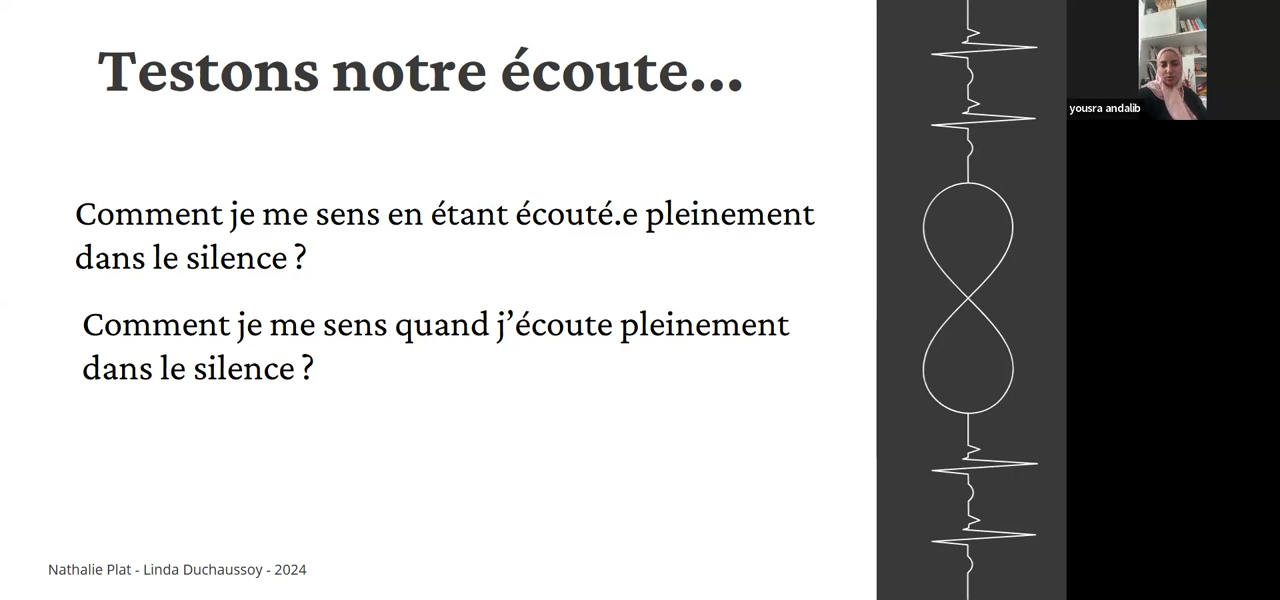 Testons notre écoute...
Comment je me sens en étant écouté.e pleinement
dans le silence ?
Comment je me sens quand j’écoute pleinement
dans le silence ?
Nathalie Plat - Linda Duchaussoy - 2024
yousra andalib